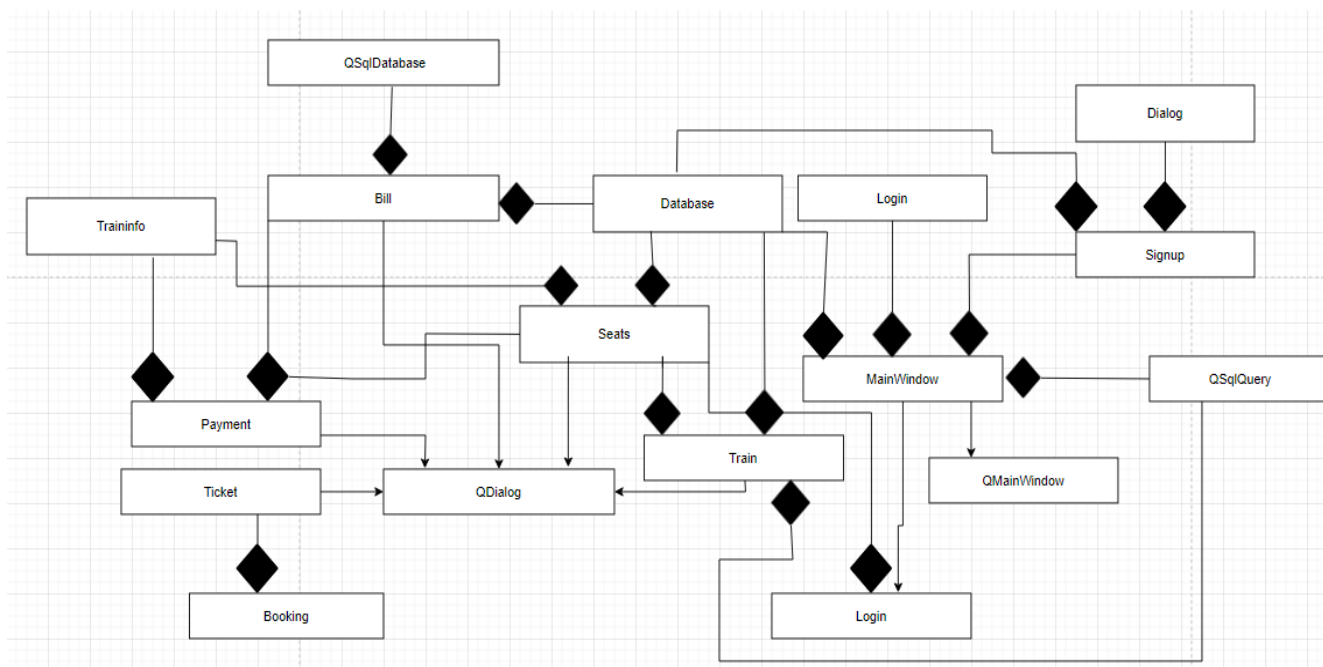 QSqlDatabase
Dialog
Bill
Database
Login
Traininfo
Signup
Seats
MainWindow
QSqlQuery
Payment
Train
Ticket
QDialog
QMainWindow
Booking
Login